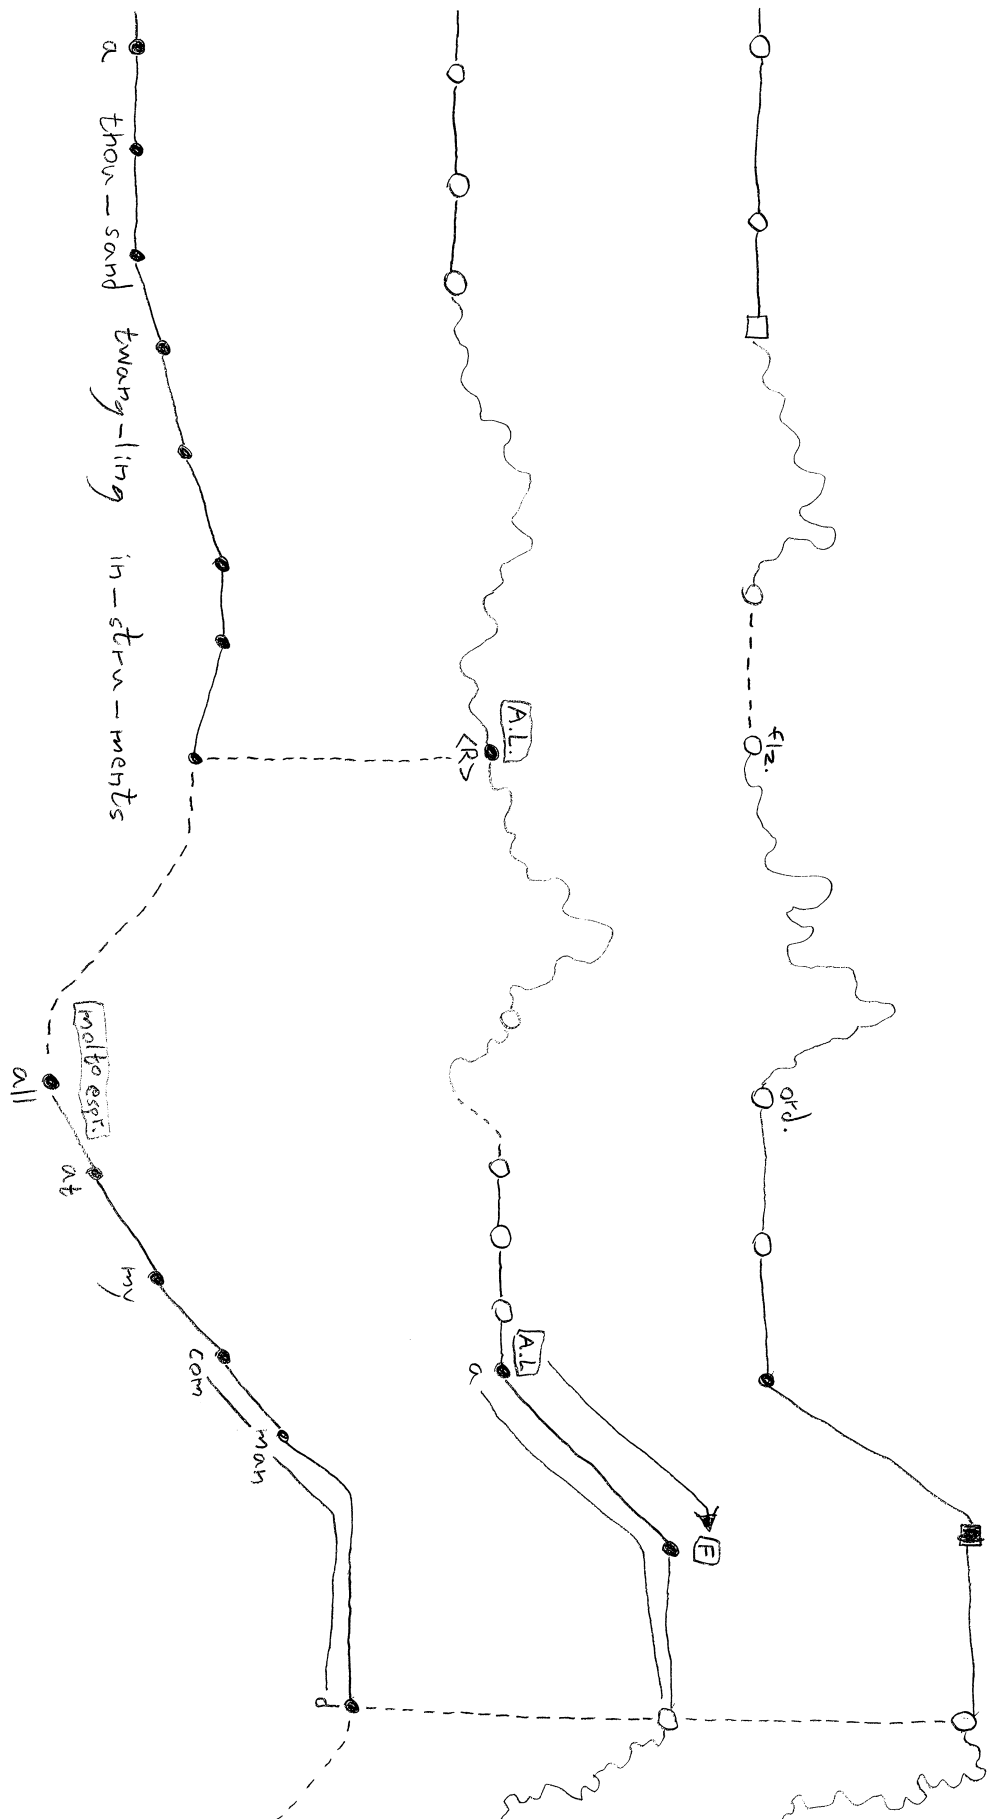 flz. ord.
A.L. A.L F
<R> a
molto espr.
a thou-sand twang-ling in-stru-ments all at my com man d